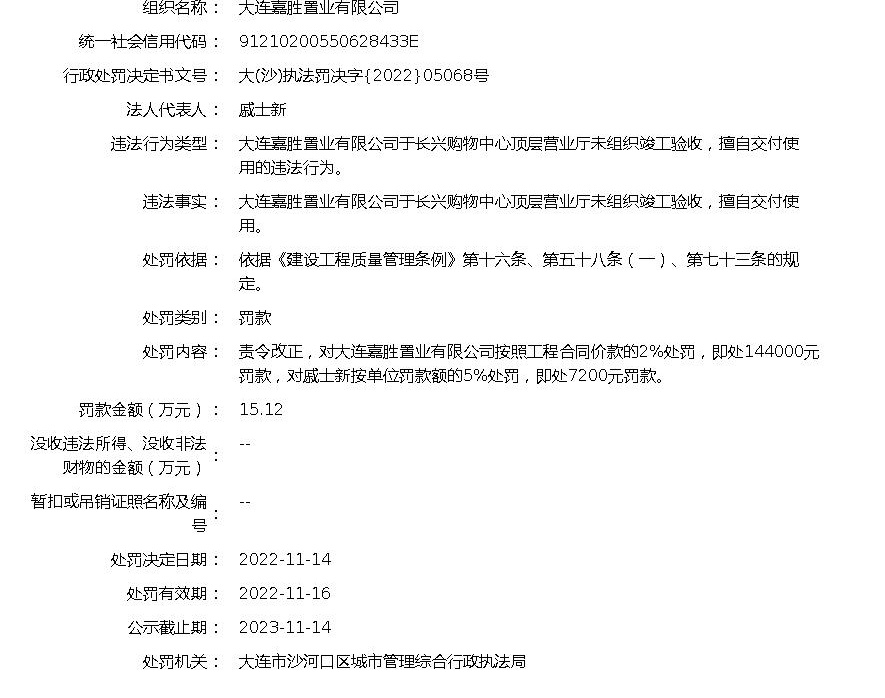 组织名称： 大连嘉胜置业有限公司
统一社会信用代码： 91210200550628433E
行政处罚决定书文号： 大(沙)执法罚决字{2022}05068号
法人代表人： 戚士新
违法行为类型： 大连嘉胜置业有限公司于长兴购物中心顶层营业厅未组织竣工验收，擅自交付使
用的违法行为。
违法事实： 大连嘉胜置业有限公司于长兴购物中心顶层营业厅未组织竣工验收，擅自交付使
用。
处罚依据： 依据《建设工程质量管理条例》第十六条、第五十八条（一）、第七十三条的规
定。
处罚类别： 罚款
处罚内容： 责令改正，对大连嘉胜置业有限公司按照工程合同价款的2%处罚，即处144000元
罚款，对戚士新按单位罚款额的5%处罚，即处7200元罚款。
罚款金额（万元）： 15.12
没收违法所得、没收非法
财物的金额（万元）： --
暂扣或吊销证照名称及编
号： --
处罚决定日期： 2022-11-14
处罚有效期： 2022-11-16
公示截止期： 2023-11-14
处罚机关： 大连市沙河口区城市管理综合行政执法局